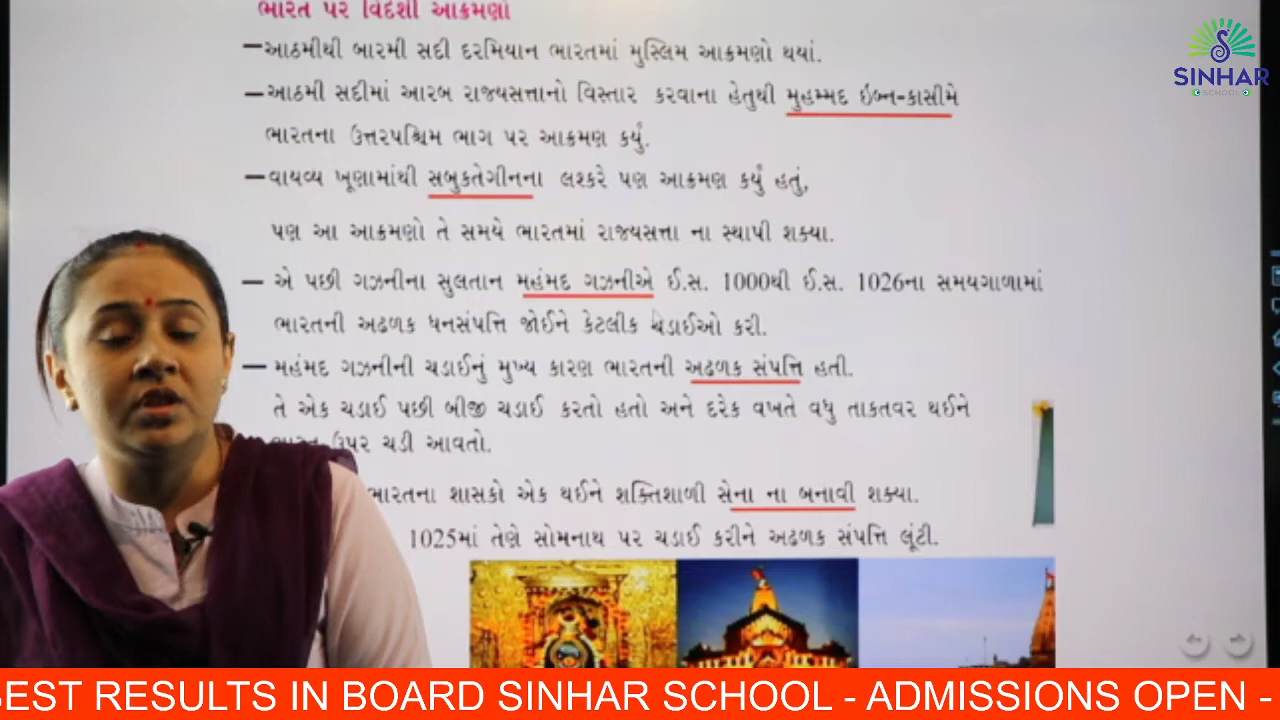 ભારત પર વિદેશી આક્રમણો
–આઠમીથી બારમી સદી દરમિયાન ભારતમાં મુસ્લિમ આક્રમણો થયાં.
SINHAR
SCHOOL
–આઠમી સદીમાં આરબ રાજ્યસત્તાનો વિસ્તાર કરવાના હેતુથી મુહમ્મદ ઇબ્ન-કાસીમે
ભારતના ઉત્તરપશ્ચિમ ભાગ પર આક્રમણ કર્યું.
–વાયવ્ય ખૂણામાંથી સબુકતેગીનના લશ્કરે પણ આક્રમણ કર્યું હતું,
પણ આ આક્રમણો તે સમયે ભારતમાં રાજ્યસત્તા ના સ્થાપી શક્યા.
– એ પછી ગઝનીના સુલતાન મહંમદ ગઝનીએ ઈ.સ. 1000થી ઈ.સ. 1026ના સમયગાળામાં
ભારતની અઢળક ધનસંપત્તિ જોઈને કેટલીક ચડાઈઓ કરી.
– મહંમદ ગઝનીની ચડાઈનું મુખ્ય કારણ ભારતની અઢળક સંપત્તિ હતી.
તે એક ચડાઈ પછી બીજી ચડાઈ કરતો હતો અને દરેક વખતે વધુ તાકતવર થઈને
ભારત ઉપર ચડી આવતો.
ભારતના શાસકો એક થઈને શક્તિશાળી સેના ના બનાવી શક્યા.
1025માં તેણે સોમનાથ પર ચડાઈ કરીને અઢળક સંપત્તિ લૂંટી.
BEST RESULTS IN BOARD SINHAR SCHOOL - ADMISSIONS OPEN -